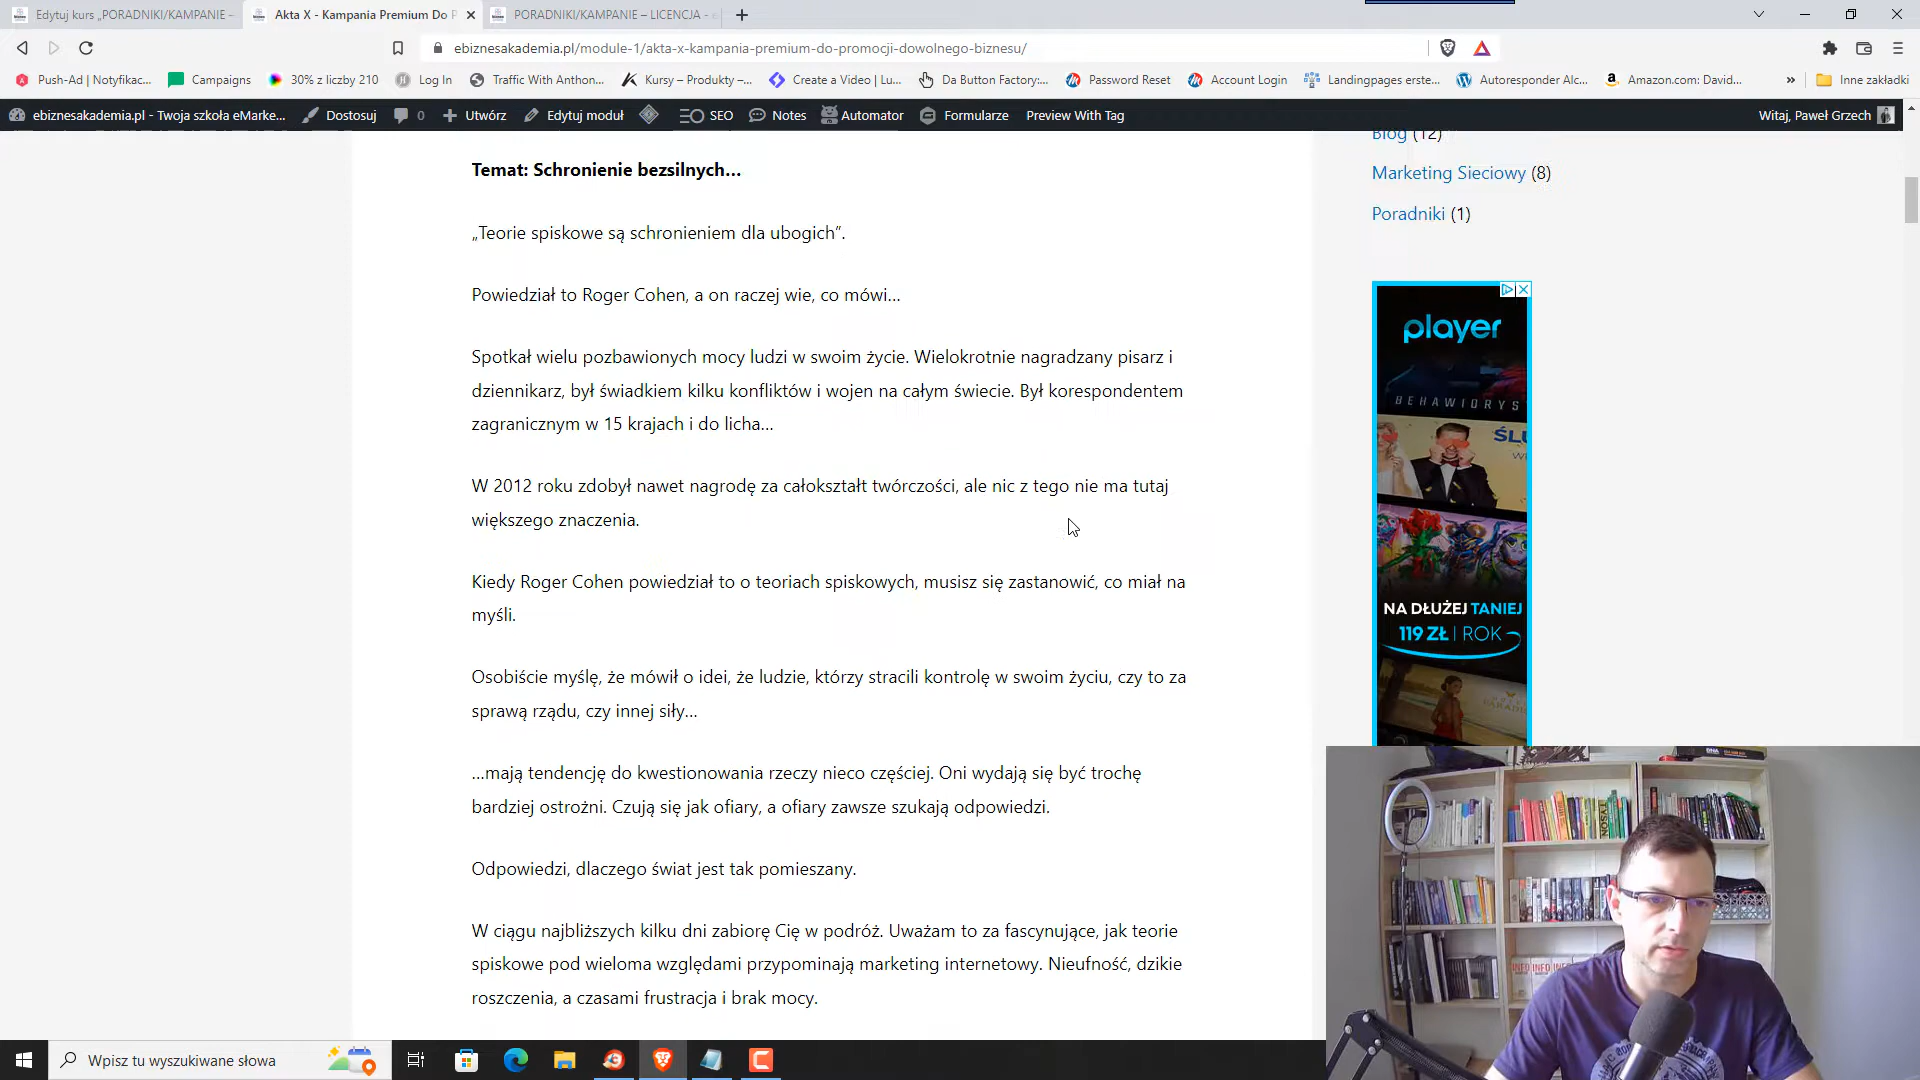 Edytuj kurs „PORADNIKI/KAMPANIE –
Akta X - Kampania Premium Do P
PORADNIKI/KAMPANIE – LICENCJA - e
ebiznesakademia.pl/module-1/akta-x-kampania-premium-do-promocji-dowolnego-biznesu/
Push-Ad | Notyfikac...
Campaigns
30% z liczby 210
Log In
Traffic With Anthon...
Kursy – Produkty –...
Create a Video | Lu...
Da Button Factory:...
Password Reset
Account Login
Landingpages erste...
Autoresponder Alc...
Amazon.com: David...
Inne zakładki
ebiznesakademia.pl - Twoja szkoła eMarke...
Dostosuj
0
Utwórz
Edytuj moduł
SEO
Notes
Automator
Formularze
Preview With Tag
Witaj, Paweł Grzech
Blog (12)
Marketing Sieciowy (8)
Poradniki (1)
Temat: Schronienie bezsilnych...
„Teorie spiskowe są schronieniem dla ubogich”.
Powiedział to Roger Cohen, a on raczej wie, co mówi...
Spotkał wielu pozbawionych mocy ludzi w swoim życie. Wielokrotnie nagradzany pisarz i
dziennikarz, był świadkiem kilku konfliktów i wojen na całym świecie. Był korespondentem
zagranicznym w 15 krajach i do licha...
W 2012 roku zdobył nawet nagrodę za całokształt twórczości, ale nic z tego nie ma tutaj
większego znaczenia.
Kiedy Roger Cohen powiedział to o teoriach spiskowych, musisz się zastanowić, co miał na
myśli.
Osobiście myślę, że mówił o idei, że ludzie, którzy stracili kontrolę w swoim życiu, czy to za
sprawą rządu, czy innej siły...
...mają tendencję do kwestionowania rzeczy nieco częściej. Oni wydają się być trochę
bardziej ostrożni. Czują się jak ofiary, a ofiary zawsze szukają odpowiedzi.
Odpowiedzi, dlaczego świat jest tak pomieszany.
W ciągu najbliższych kilku dni zabiorę Cię w podróż. Uważam to za fascynujące, jak teorie
spiskowe pod wieloma względami przypominają marketing internetowy. Nieufność, dzikie
roszczenia, a czasami frustracja i brak mocy.
player
BEHAWIORYS
ŚL
NA DŁUŻEJ TANIEJ
119 ZŁ | ROK
TYSON
Wpisz tu wyszukiwane słowa